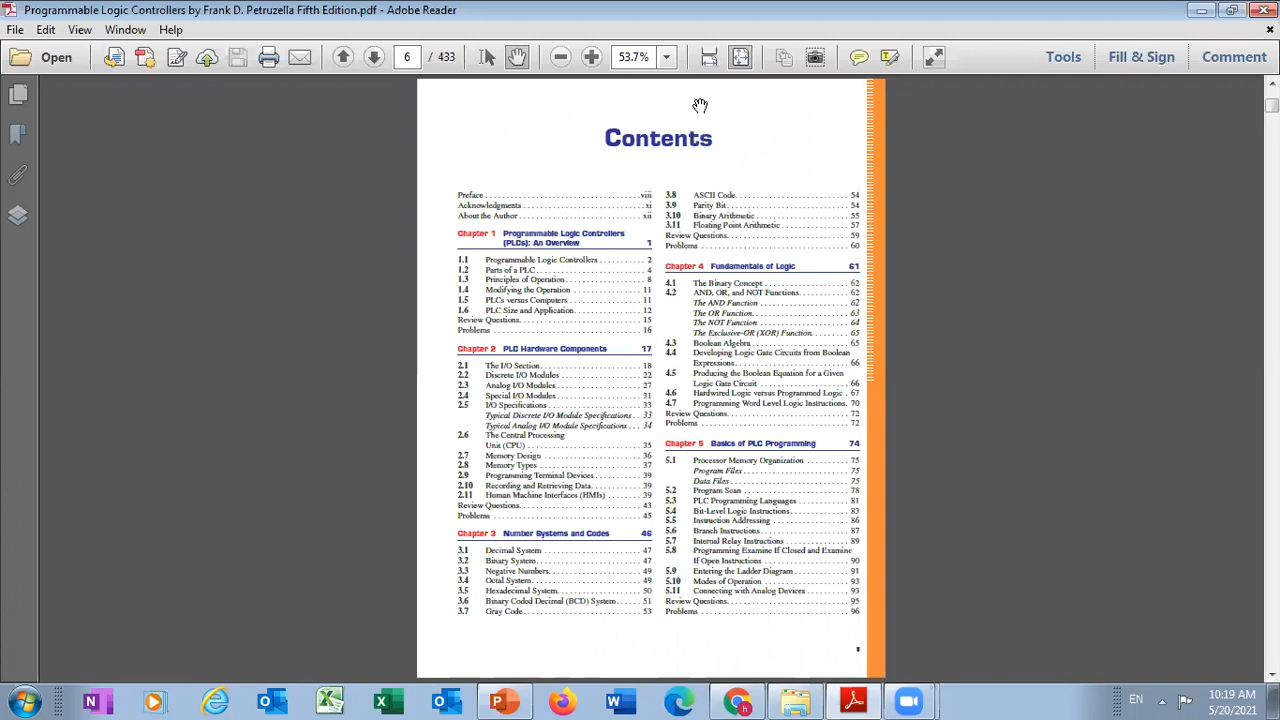 Programmable Logic Controllers by Frank D. Petruzella Fifth Edition.pdf - Adobe Reader
File Edit View Window Help
Open 6 / 433 53.7% Tools Fill & Sign Comment
Contents
Preface viii
Acknowledgments xi
About the Author xii
Chapter 1 Programmable Logic Controllers
(PLCs): An Overview 1
1.1 Programmable Logic Controllers 2
1.2 Parts of a PLC 4
1.3 Principles of Operation 8
1.4 Modifying the Operation 11
1.5 PLCs versus Computers 11
1.6 PLC Size and Application 12
Review Questions 15
Problems 16
Chapter 2 PLC Hardware Components 17
2.1 The I/O Section 18
2.2 Discrete I/O Modules 22
2.3 Analog I/O Modules 27
2.4 Special I/O Modules 31
2.5 I/O Specifications 33
Typical Discrete I/O Module Specifications 33
Typical Analog I/O Module Specifications 34
2.6 The Central Processing
Unit (CPU) 35
2.7 Memory Design 36
2.8 Memory Types 37
2.9 Programming Terminal Devices 39
2.10 Recording and Retrieving Data 39
2.11 Human Machine Interfaces (HMIs) 39
Review Questions 43
Problems 45
Chapter 3 Number Systems and Codes 46
3.1 Decimal System 47
3.2 Binary System 47
3.3 Negative Numbers 49
3.4 Octal System 49
3.5 Hexadecimal System 50
3.6 Binary Coded Decimal (BCD) System 51
3.7 Gray Code 53
3.8 ASCII Code 54
3.9 Parity Bit 54
3.10 Binary Arithmetic 55
3.11 Floating Point Arithmetic 57
Review Questions 59
Problems 60
Chapter 4 Fundamentals of Logic 61
4.1 The Binary Concept 62
4.2 AND, OR, and NOT Functions 62
The AND Function 62
The OR Function 63
The NOT Function 64
The Exclusive-OR (XOR) Function 65
4.3 Boolean Algebra 65
4.4 Developing Logic Gate Circuits from Boolean
Expressions 66
4.5 Producing the Boolean Equation for a Given
Logic Gate Circuit 66
4.6 Hardwired Logic versus Programmed Logic 67
4.7 Programming Word Level Logic Instructions 70
Review Questions 72
Problems 72
Chapter 5 Basics of PLC Programming 74
5.1 Processor Memory Organization 75
Program Files 75
Data Files 75
5.2 Program Scan 78
5.3 PLC Programming Languages 81
5.4 Bit-Level Logic Instructions 83
5.5 Instruction Addressing 86
5.6 Branch Instructions 87
5.7 Internal Relay Instructions 89
5.8 Programming Examine If Closed and Examine
If Open Instructions 90
5.9 Entering the Ladder Diagram 91
5.10 Modes of Operation 93
5.11 Connecting with Analog Devices 93
Review Questions 95
Problems 96
EN
10:19 AM
5/20/2021